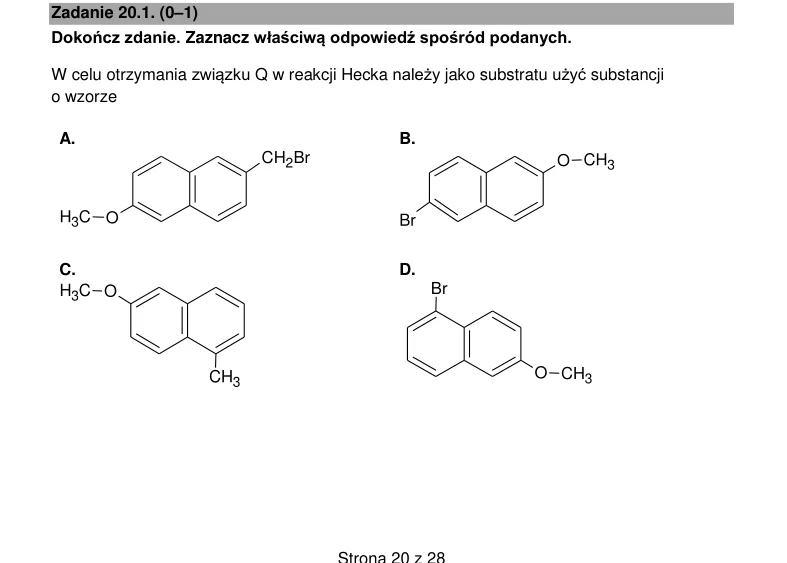 Zadanie 20.1. (0–1)
Dokończ zdanie. Zaznacz właściwą odpowiedź spośród podanych.
W celu otrzymania związku Q w reakcji Hecka należy jako substratu użyć substancji
o wzorze
A.
CH₂Br
H₃C–O
B.
O–CH₃
Br
C.
H₃C–O
CH₃
D.
Br
O–CH₃
Strona 20 z 28